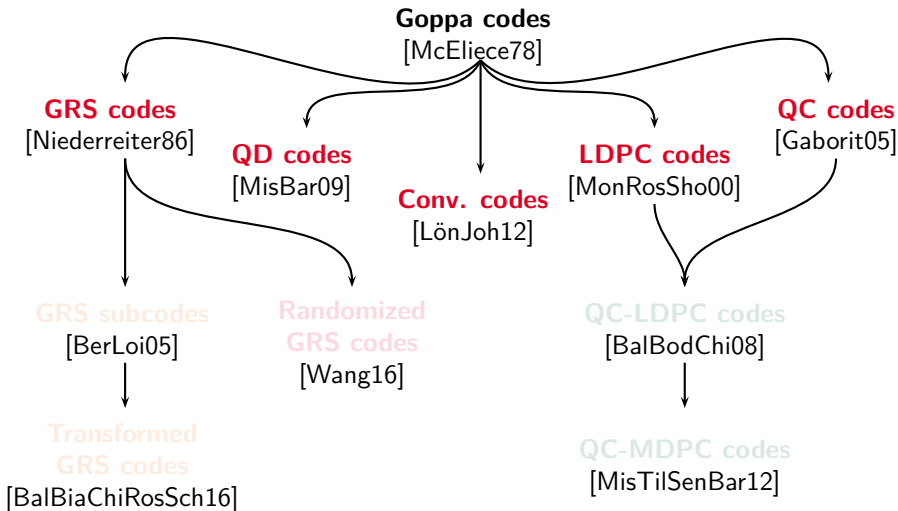 Goppa codes
[McEliece78]
GRS codes
[Niederreiter86]
QD codes
[MisBar09]
Conv. codes
[LönJoh12]
LDPC codes
[MonRosSho00]
QC codes
[Gaborit05]
GRS subcodes
[BerLoi05]
Randomized
GRS codes
[Wang16]
QC-LDPC codes
[BalBodChi08]
Transformed
GRS codes
[BalBiaChiRosSch16]
QC-MDPC codes
[MisTilSenBar12]